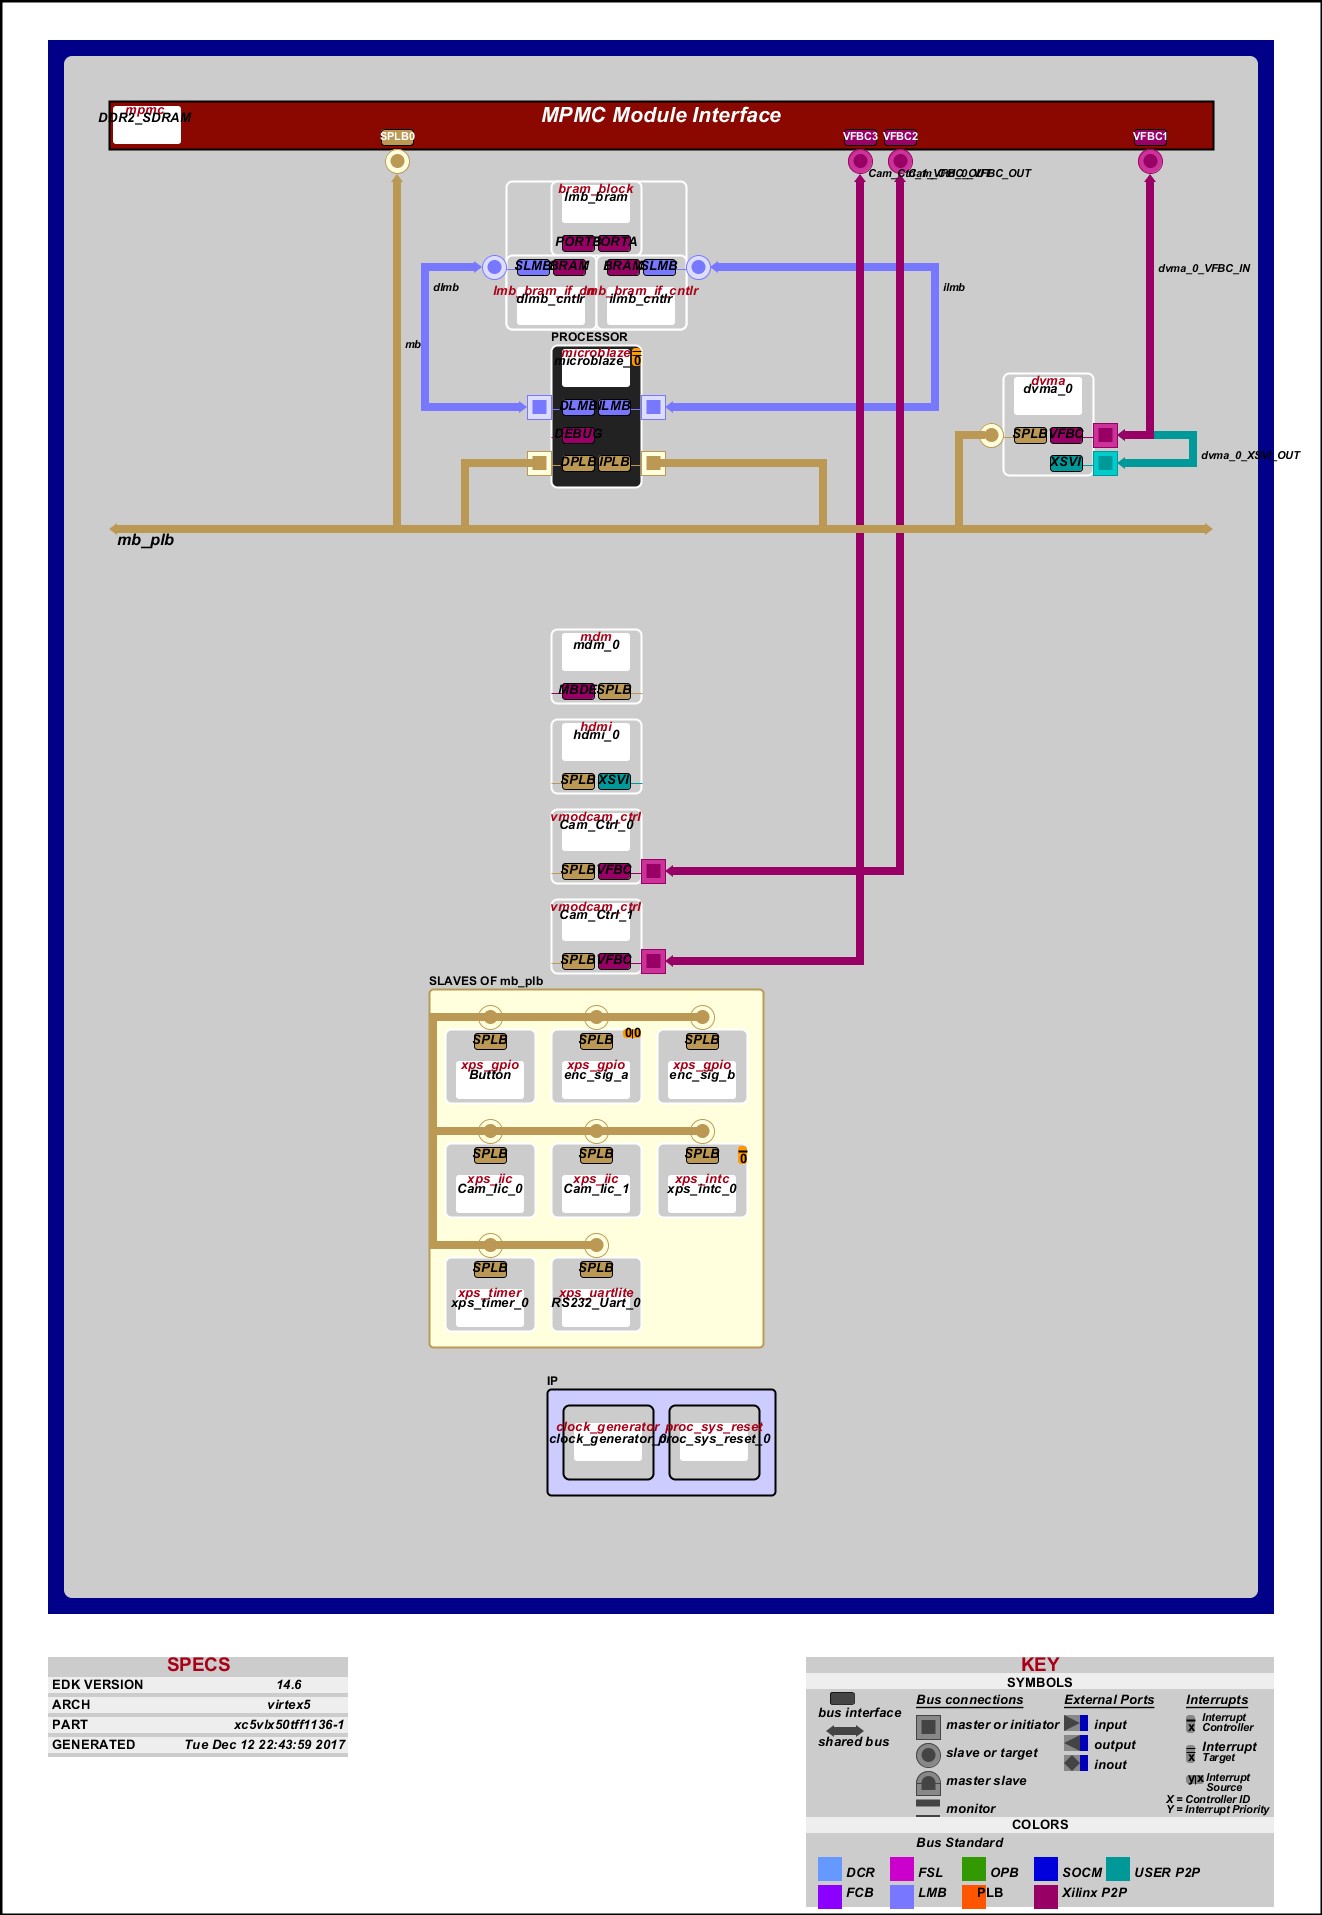 MPMC Module Interface
mpmc
DDR2_SDRAM
SPLB0
VFBC3
VFBC2
VFBC1
Cam_Ctrl_1_VFBC_OUT
Cam_Ctrl_0_VFBC_OUT
bram_block
lmb_bram
PORTB
PORTA
SLMB
BRAM
BRAM
SLMB
dvma_0_VFBC_IN
dlmb
lmb_bram_if_cntlr
lmb_bram_if_cntlr
ilmb
dlmb_cntlr
ilmb_cntlr
PROCESSOR
mb
microblaze
microblaze_0
0
dvma
dvma_0
DLMB
ILMB
DEBUG
SPLB
VFBC
dvma_0_XSVI_OUT
DPLB
IPLB
XSVI
mb_plb
mdm
mdm_0
MBDE
SPLB
hdmi
hdmi_0
SPLB
XSVI
vmodcam_ctrl
Cam_Ctrl_0
SPLB
VFBC
vmodcam_ctrl
Cam_Ctrl_1
SPLB
VFBC
SLAVES OF mb_plb
0|0
SPLB
SPLB
SPLB
xps_gpio
xps_gpio
xps_gpio
Button
enc_sig_a
enc_sig_b
SPLB
SPLB
SPLB
0
xps_iic
xps_iic
xps_intc
Cam_Iic_0
Cam_Iic_1
xps_intc_0
SPLB
SPLB
xps_timer
xps_uartlite
xps_timer_0
RS232_Uart_0
IP
clock_generator
proc_sys_reset
clock_generator_0
proc_sys_reset_0
SPECS
EDK VERSION 14.6
ARCH virtex5
PART xc5vlx50tff1136-1
GENERATED Tue Dec 12 22:43:59 2017
KEY
SYMBOLS
bus interface
shared bus
Bus connections
master or initiator
slave or target
master slave
monitor
External Ports
input
output
inout
Interrupts
x
Interrupt
Controller
x
Interrupt
Target
y|x
Interrupt
Source
X = Controller ID
Y = Interrupt Priority
COLORS
Bus Standard
DCR FSL OPB SOCM USER P2P
FCB LMB PLB Xilinx P2P